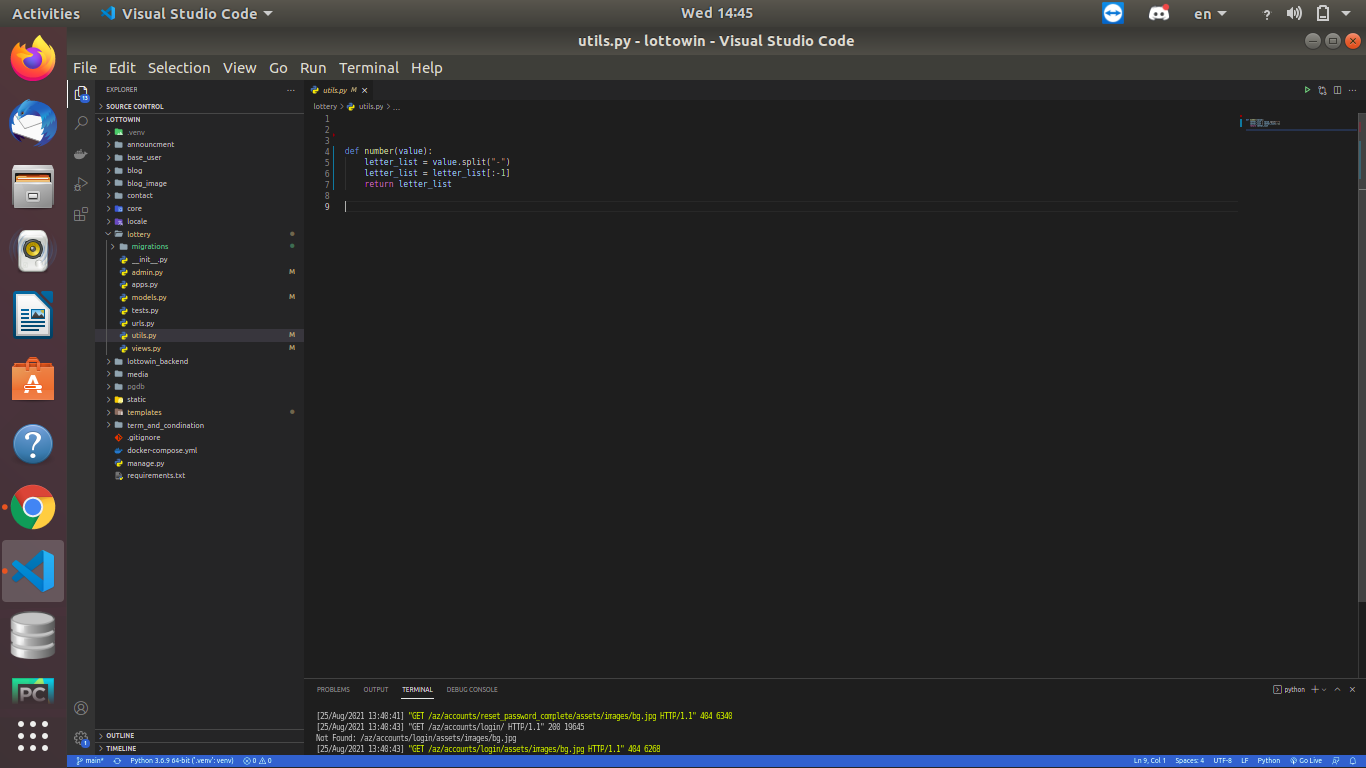 Activities Visual Studio Code Wed 14:45 en ?
utils.py - lottowin - Visual Studio Code
File Edit Selection View Go Run Terminal Help
EXPLORER ...
SOURCE CONTROL
LOTTOWIN
.venv
announcment
base_user
blog
blog_image
contact
core
locale
lottery
migrations
__init__.py
admin.py M
apps.py
models.py M
tests.py
urls.py
utils.py M
views.py M
lottowin_backend
media
pgdb
static
templates
term_and_condination
.gitignore
docker-compose.yml
manage.py
requirements.txt
OUTLINE
TIMELINE
utils.py M
lottery > utils.py > ...
1
2
3
4 def number(value):
5 letter_list = value.split("-")
6 letter_list = letter_list[:-1]
7 return letter_list
8
9
PROBLEMS OUTPUT TERMINAL DEBUG CONSOLE python
[25/Aug/2021 13:40:41] "GET /az/accounts/reset_password_complete/assets/images/bg.jpg HTTP/1.1" 404 6340
[25/Aug/2021 13:40:43] "GET /az/accounts/login/ HTTP/1.1" 200 19645
Not Found: /az/accounts/login/assets/images/bg.jpg
[25/Aug/2021 13:40:43] "GET /az/accounts/login/assets/images/bg.jpg HTTP/1.1" 404 6268
main* Python 3.6.9 64-bit ('.venv': venv) 0 0 Ln 9, Col 1 Spaces: 4 UTF-8 LF Python Go Live